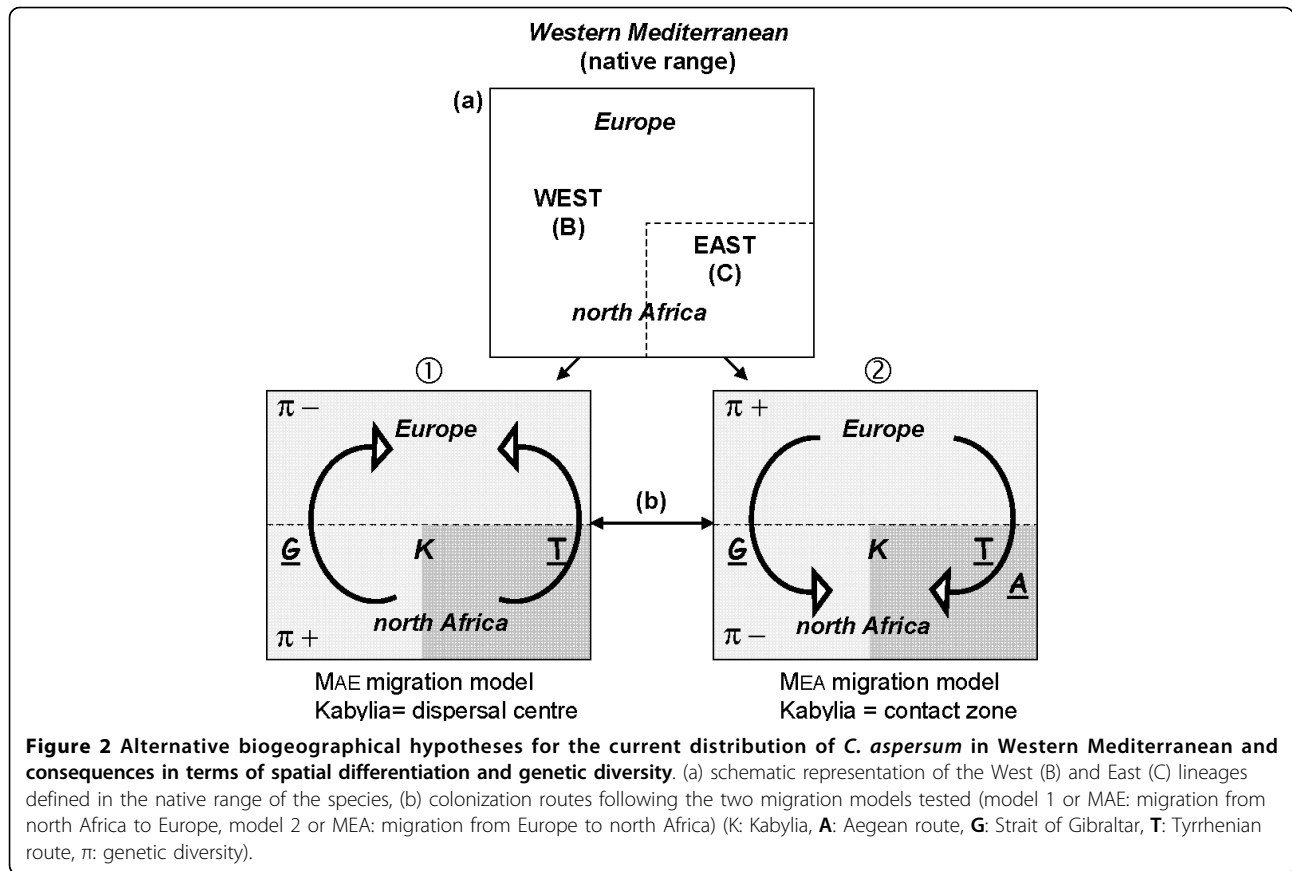 Western Mediterranean
(native range)
(a)
Europe
WEST
(B)
EAST
(C)
north Africa
①
②
π −
Europe
G
K
T
north Africa
π +
(b)
π +
Europe
G
K
T
A
π −
north Africa
MAE migration model
Kabylia= dispersal centre
MEA migration model
Kabylia = contact zone
Figure 2 Alternative biogeographical hypotheses for the current distribution of C. aspersum in Western Mediterranean and
consequences in terms of spatial differentiation and genetic diversity. (a) schematic representation of the West (B) and East (C) lineages
defined in the native range of the species, (b) colonization routes following the two migration models tested (model 1 or MAE: migration from
north Africa to Europe, model 2 or MEA: migration from Europe to north Africa) (K: Kabylia, A: Aegean route, G: Strait of Gibraltar, T: Tyrrhenian
route, π: genetic diversity).